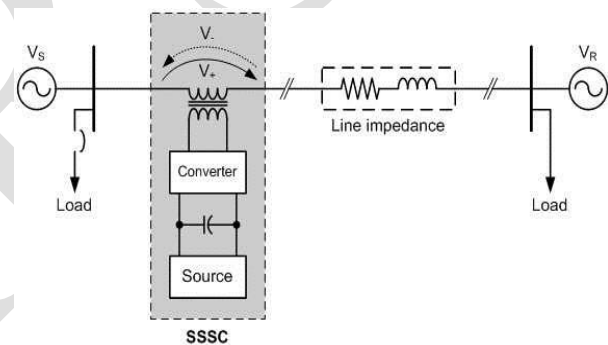 V-
VS
V+
VR
Line impedance
Converter
Load
Load
Source
SSSC